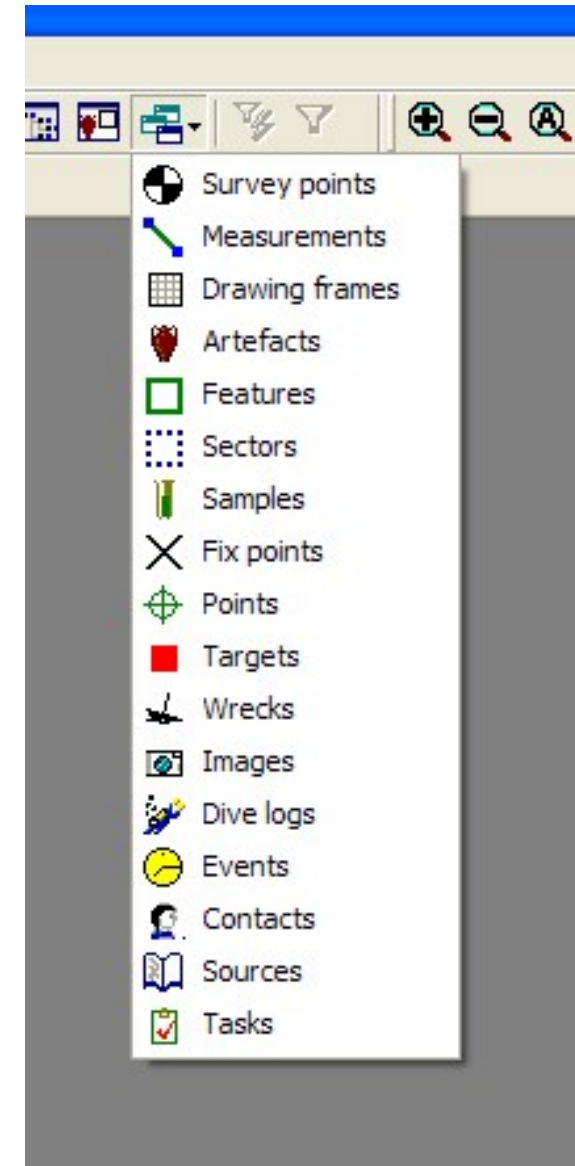 Survey points
Measurements
Drawing frames
Artefacts
Features
Sectors
Samples
Fix points
Points
Targets
Wrecks
Images
Dive logs
Events
Contacts
Sources
Tasks